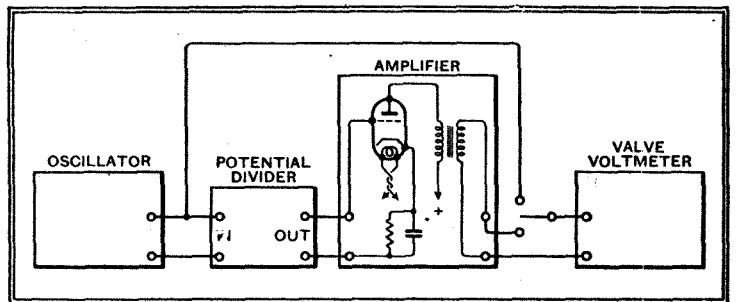 AMPLIFIER
OSCILLATOR
POTENTIAL
DIVIDER
VALVE
VOLTMETER
OUT
+